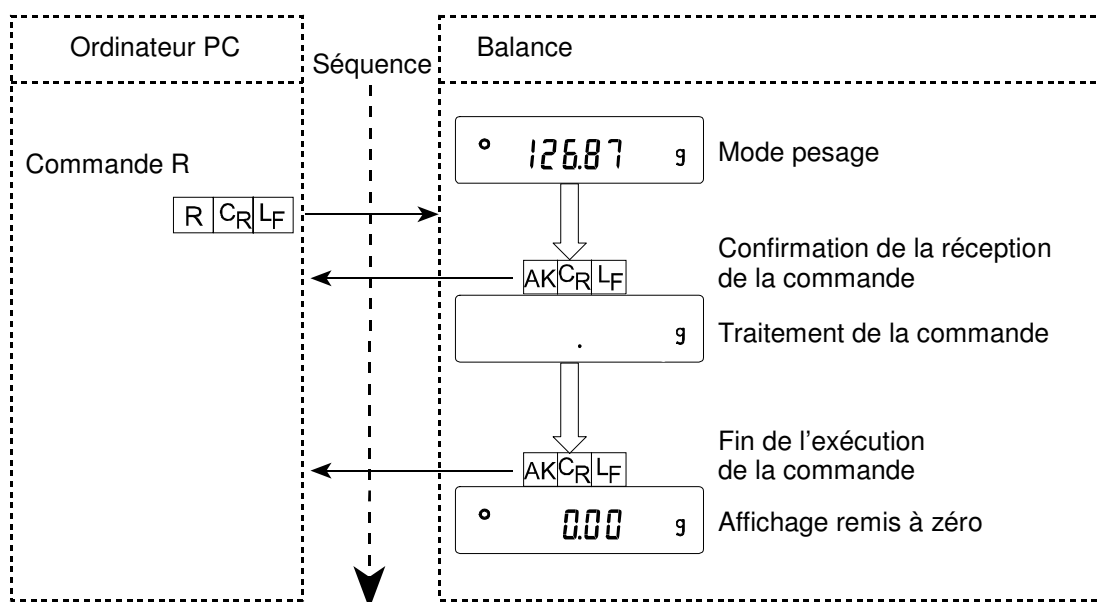 Ordinateur PC
Séquence
Balance
126.87 g
Mode pesage
Commande R
R CR LF
Confirmation de la réception
de la commande
AK CR LF
. g
Traitement de la commande
Fin de l'exécution
de la commande
AK CR LF
0.00 g
Affichage remis à zéro